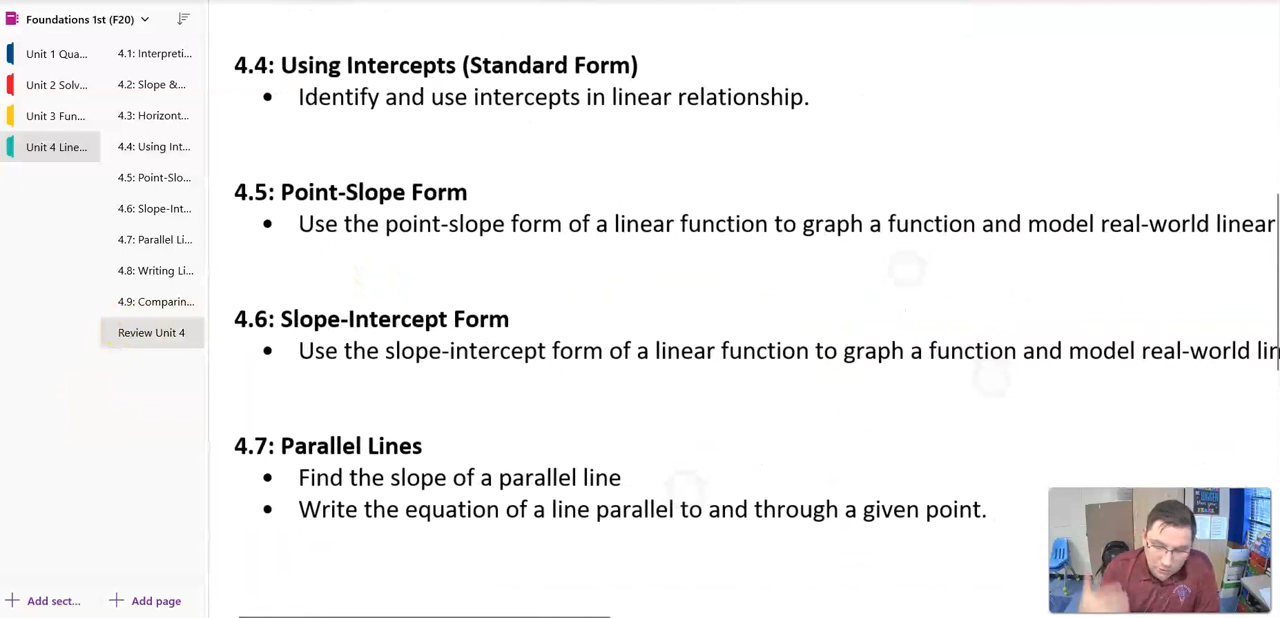 Foundations 1st (F20)
Unit 1 Qua...
Unit 2 Solv...
Unit 3 Fun...
Unit 4 Line...
4.1: Interpreti...
4.2: Slope &...
4.3: Horizont...
4.4: Using Int...
4.5: Point-Slo...
4.6: Slope-Int...
4.7: Parallel Li...
4.8: Writing Li...
4.9: Comparin...
Review Unit 4
Add sect...
Add page
4.4: Using Intercepts (Standard Form)
• Identify and use intercepts in linear relationship.
4.5: Point-Slope Form
• Use the point-slope form of a linear function to graph a function and model real-world linear
4.6: Slope-Intercept Form
• Use the slope-intercept form of a linear function to graph a function and model real-world lin
4.7: Parallel Lines
• Find the slope of a parallel line
• Write the equation of a line parallel to and through a given point.